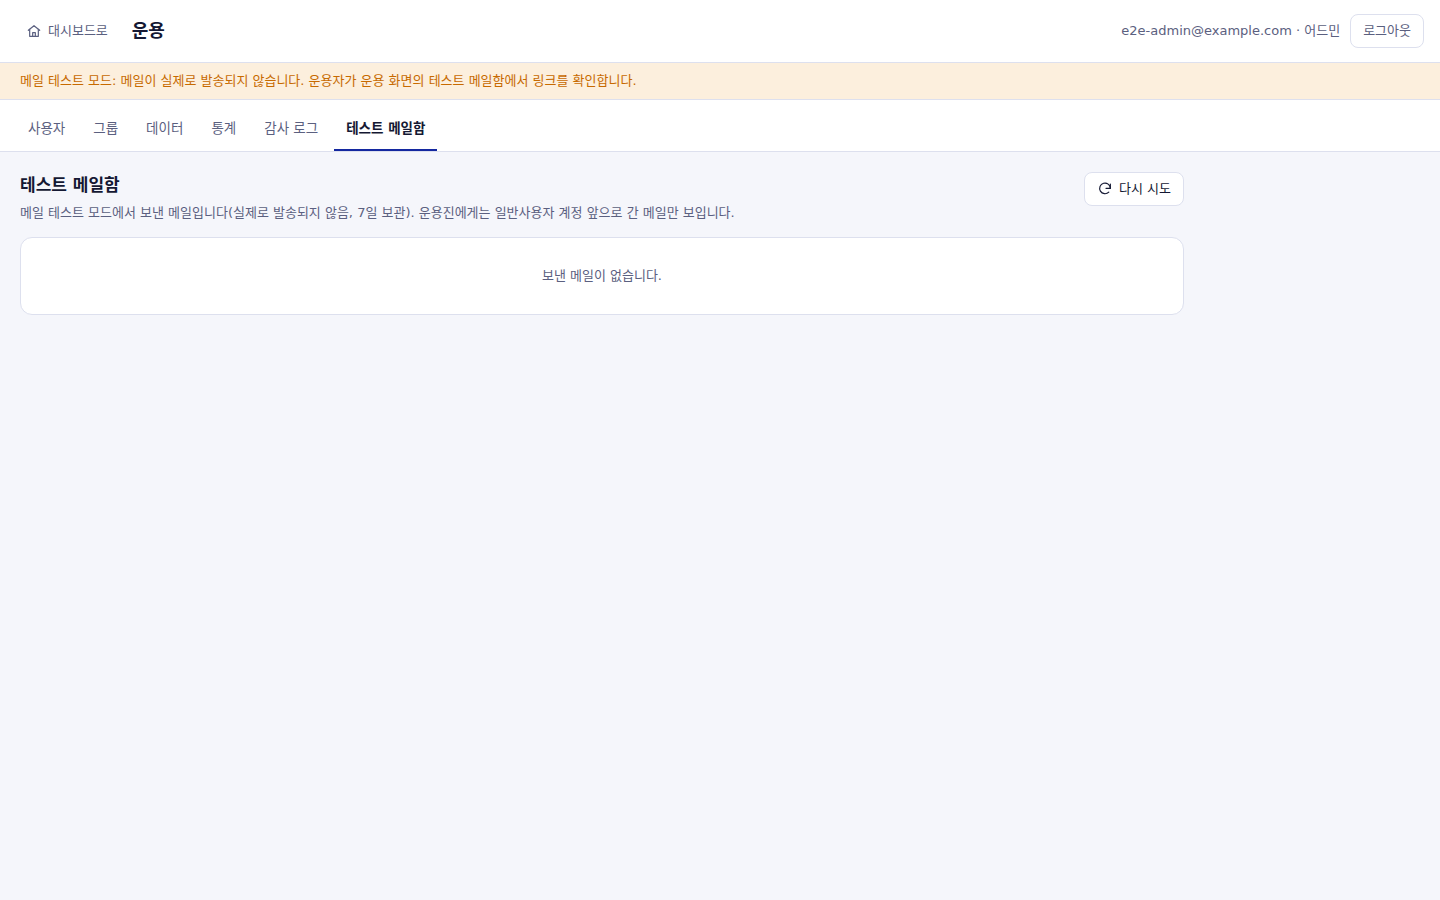 대시보드로
운용
e2e-admin@example.com · 어드민
로그아웃
메일 테스트 모드: 메일이 실제로 발송되지 않습니다. 운용자가 운용 화면의 테스트 메일함에서 링크를 확인합니다.
사용자
그룹
데이터
통계
감사 로그
테스트 메일함
테스트 메일함
다시 시도
메일 테스트 모드에서 보낸 메일입니다(실제로 발송되지 않음, 7일 보관). 운용진에게는 일반사용자 계정 앞으로 간 메일만 보입니다.
보낸 메일이 없습니다.